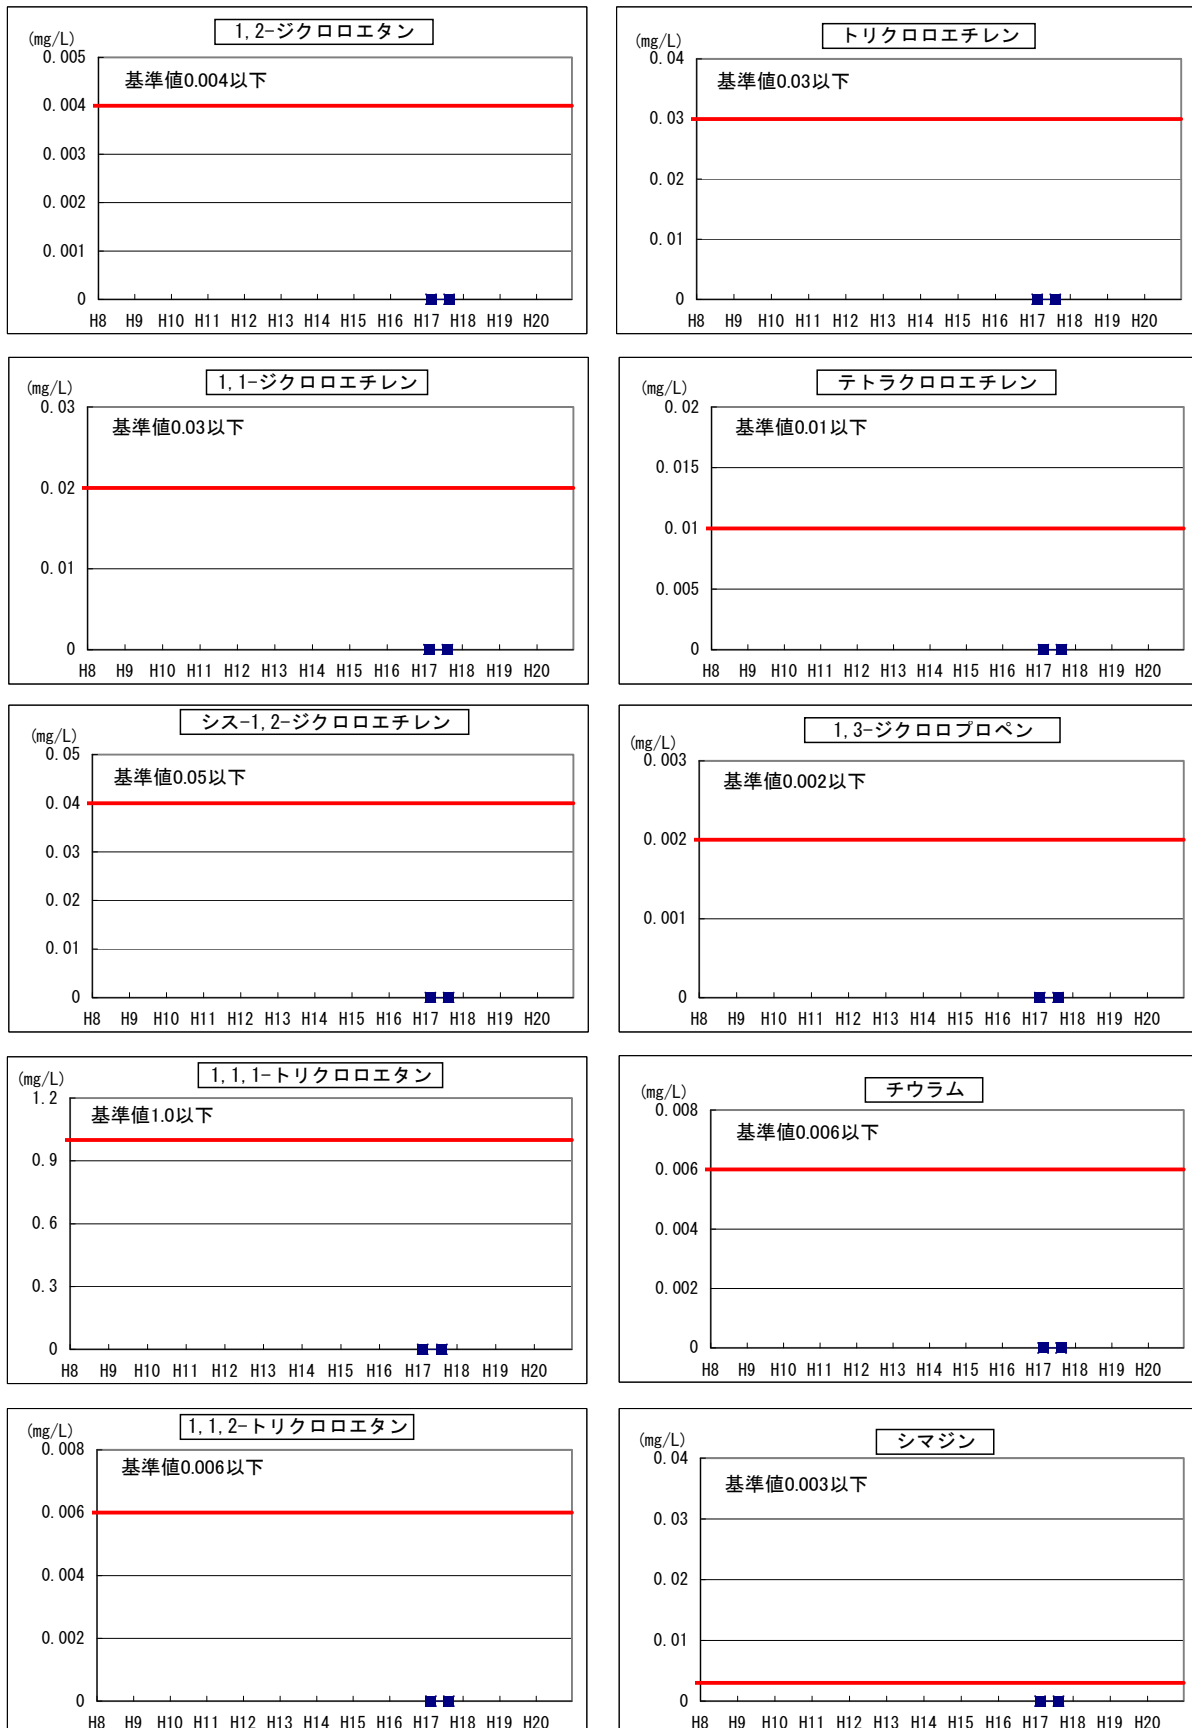 1,2-ジクロロエタン
(mg/L)
0.005
基準値0.004以下
0.004
0.003
0.002
0.001
0
H8 H9 H10 H11 H12 H13 H14 H15 H16 H17 H18 H19 H20
トリクロロエチレン
(mg/L)
0.04
基準値0.03以下
0.03
0.02
0.01
0
H8 H9 H10 H11 H12 H13 H14 H15 H16 H17 H18 H19 H20
1,1-ジクロロエチレン
(mg/L)
0.03
基準値0.03以下
0.02
0.01
0
H8 H9 H10 H11 H12 H13 H14 H15 H16 H17 H18 H19 H20
テトラクロロエチレン
(mg/L)
0.02
基準値0.01以下
0.015
0.01
0.005
0
H8 H9 H10 H11 H12 H13 H14 H15 H16 H17 H18 H19 H20
シス-1,2-ジクロロエチレン
(mg/L)
0.05
基準値0.05以下
0.04
0.03
0.02
0.01
0
H8 H9 H10 H11 H12 H13 H14 H15 H16 H17 H18 H19 H20
1,3-ジクロロプロペン
(mg/L)
0.003
基準値0.002以下
0.002
0.001
0
H8 H9 H10 H11 H12 H13 H14 H15 H16 H17 H18 H19 H20
1,1,1-トリクロロエタン
(mg/L)
1.2
基準値1.0以下
0.9
0.6
0.3
0
H8 H9 H10 H11 H12 H13 H14 H15 H16 H17 H18 H19 H20
チウラム
(mg/L)
0.008
基準値0.006以下
0.006
0.004
0.002
0
H8 H9 H10 H11 H12 H13 H14 H15 H16 H17 H18 H19 H20
1,1,2-トリクロロエタン
(mg/L)
0.008
基準値0.006以下
0.006
0.004
0.002
0
H8 H9 H10 H11 H12 H13 H14 H15 H16 H17 H18 H19 H20
シマジン
(mg/L)
0.04
基準値0.003以下
0.03
0.02
0.01
0
H8 H9 H10 H11 H12 H13 H14 H15 H16 H17 H18 H19 H20